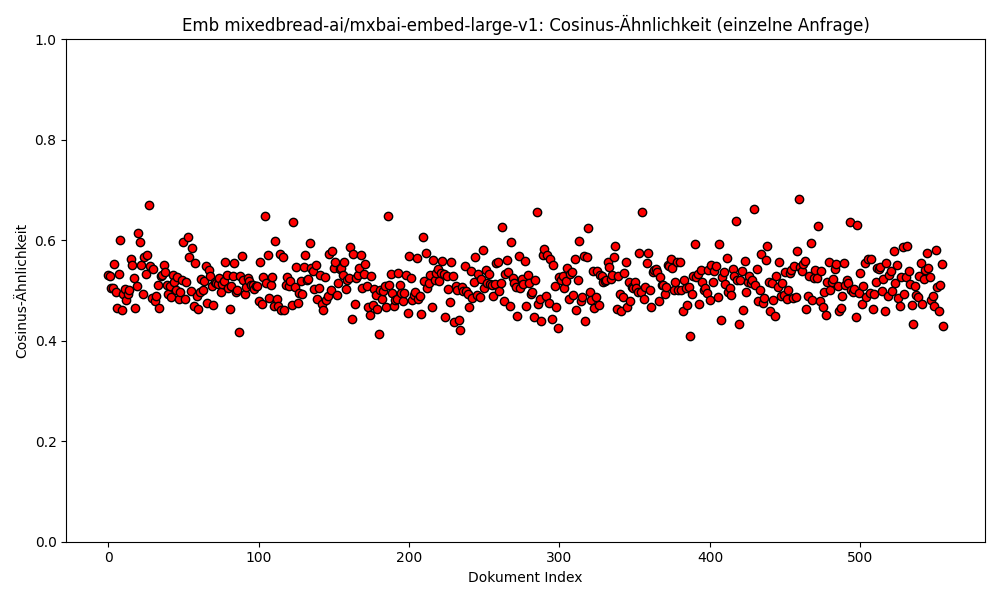 Emb mixedbread-ai/mxbai-embed-large-v1: Cosinus-Ähnlichkeit (einzelne Anfrage)
1.0
0.8
0.6
0.4
0.2
0.0
Cosinus-Ähnlichkeit
0 100 200 300 400 500
Dokument Index